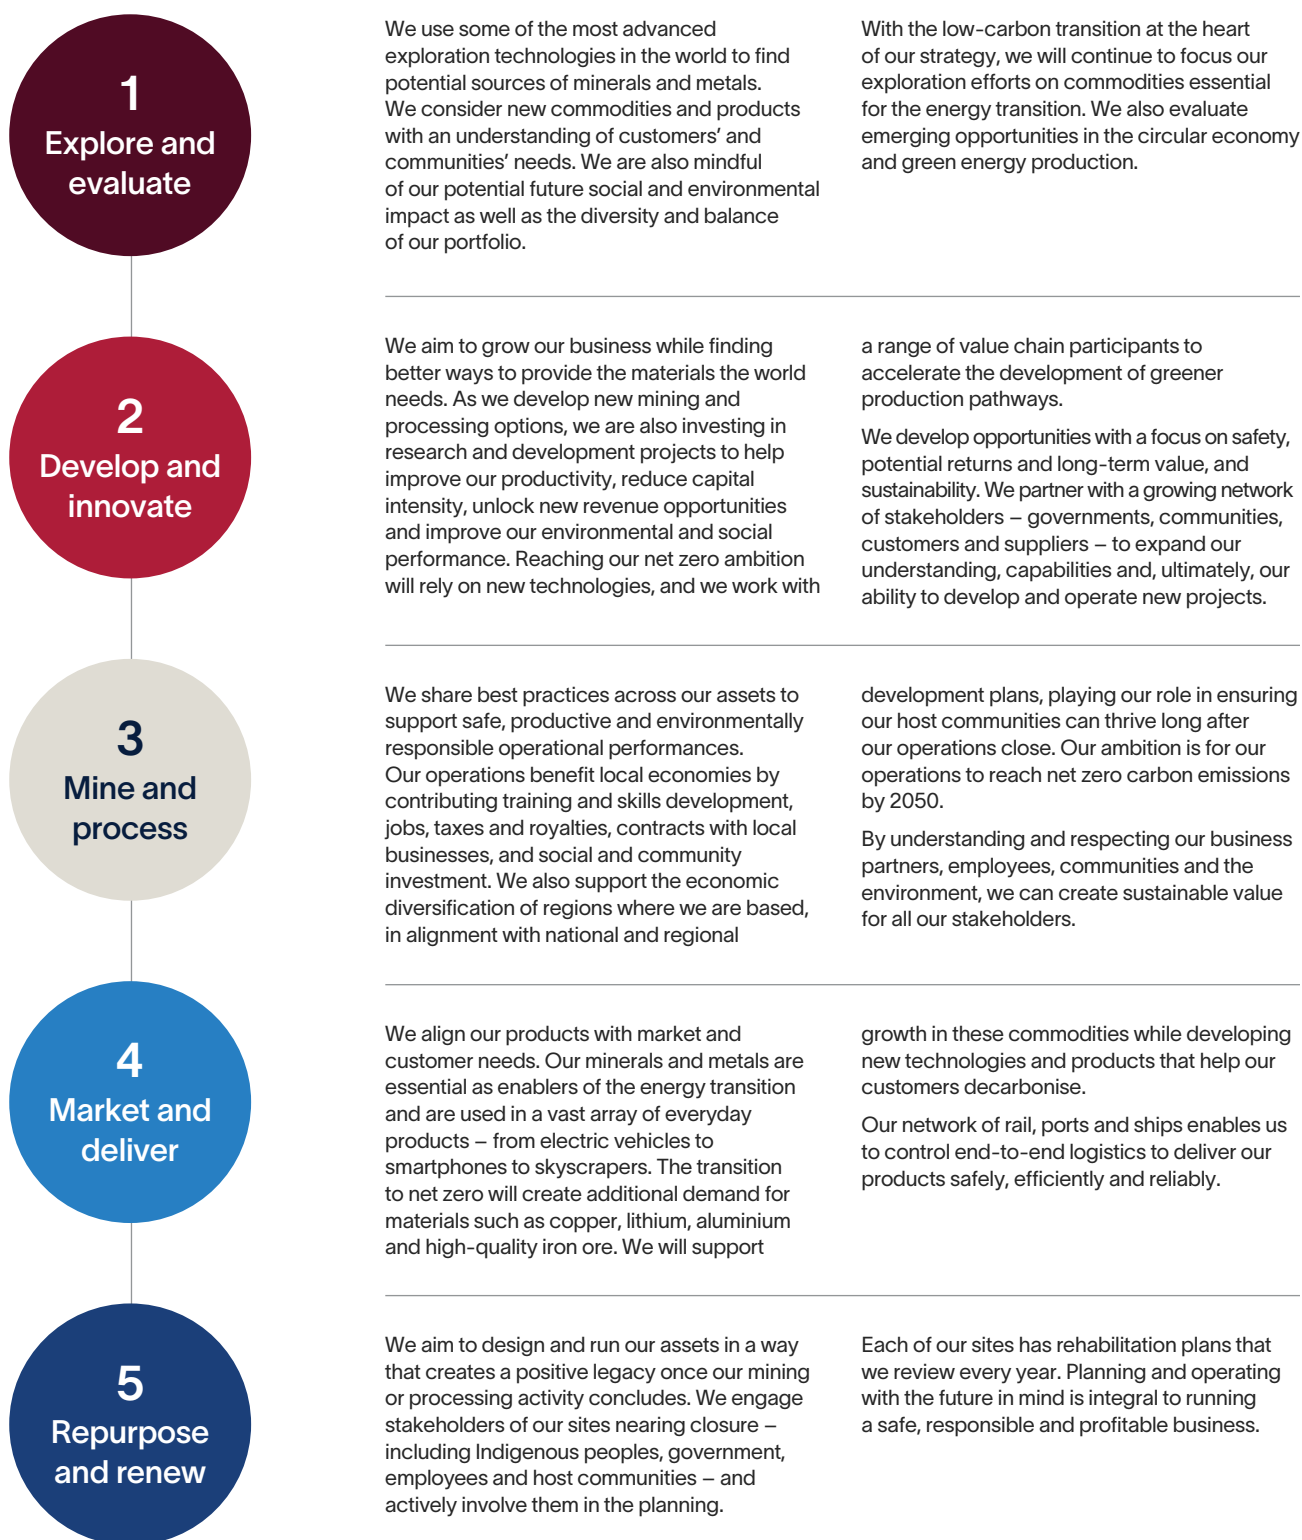 1
Explore and
evaluate
We use some of the most advanced
exploration technologies in the world to find
potential sources of minerals and metals.
We consider new commodities and products
with an understanding of customers’ and
communities’ needs. We are also mindful
of our potential future social and environmental
impact as well as the diversity and balance
of our portfolio.
With the low-carbon transition at the heart
of our strategy, we will continue to focus our
exploration efforts on commodities essential
for the energy transition. We also evaluate
emerging opportunities in the circular economy
and green energy production.
2
Develop and
innovate
We aim to grow our business while finding
better ways to provide the materials the world
needs. As we develop new mining and
processing options, we are also investing in
research and development projects to help
improve our productivity, reduce capital
intensity, unlock new revenue opportunities
and improve our environmental and social
performance. Reaching our net zero ambition
will rely on new technologies, and we work with
a range of value chain participants to
accelerate the development of greener
production pathways.
We develop opportunities with a focus on safety,
potential returns and long-term value, and
sustainability. We partner with a growing network
of stakeholders – governments, communities,
customers and suppliers – to expand our
understanding, capabilities and, ultimately, our
ability to develop and operate new projects.
3
Mine and
process
We share best practices across our assets to
support safe, productive and environmentally
responsible operational performances.
Our operations benefit local economies by
contributing training and skills development,
jobs, taxes and royalties, contracts with local
businesses, and social and community
investment. We also support the economic
diversification of regions where we are based,
in alignment with national and regional
development plans, playing our role in ensuring
our host communities can thrive long after
our operations close. Our ambition is for our
operations to reach net zero carbon emissions
by 2050.
By understanding and respecting our business
partners, employees, communities and the
environment, we can create sustainable value
for all our stakeholders.
4
Market and
deliver
We align our products with market and
customer needs. Our minerals and metals are
essential as enablers of the energy transition
and are used in a vast array of everyday
products – from electric vehicles to
smartphones to skyscrapers. The transition
to net zero will create additional demand for
materials such as copper, lithium, aluminium
and high-quality iron ore. We will support
growth in these commodities while developing
new technologies and products that help our
customers decarbonise.
Our network of rail, ports and ships enables us
to control end-to-end logistics to deliver our
products safely, efficiently and reliably.
5
Repurpose
and renew
We aim to design and run our assets in a way
that creates a positive legacy once our mining
or processing activity concludes. We engage
stakeholders of our sites nearing closure –
including Indigenous peoples, government,
employees and host communities – and
actively involve them in the planning.
Each of our sites has rehabilitation plans that
we review every year. Planning and operating
with the future in mind is integral to running
a safe, responsible and profitable business.